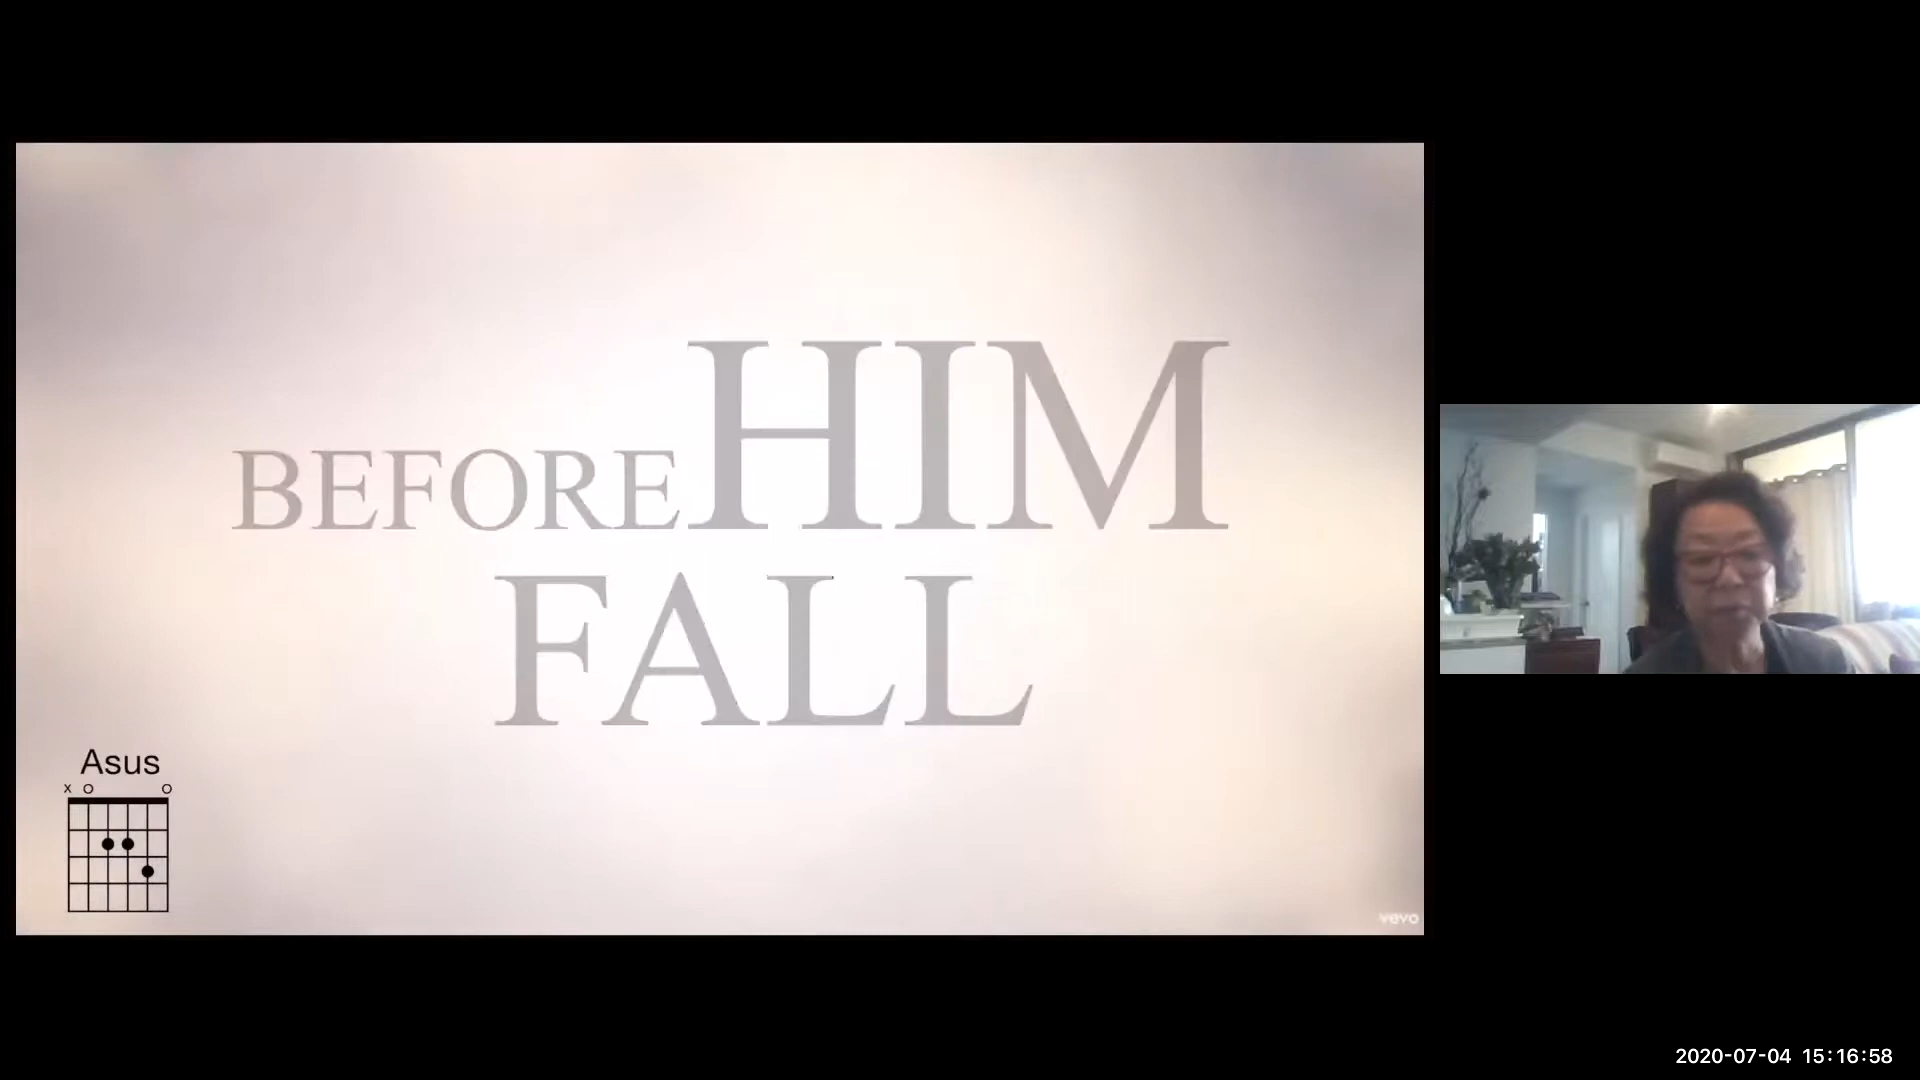 BEFORE HIM
FALL
Asus
x o o
vevo
2020-07-04 15:16:58